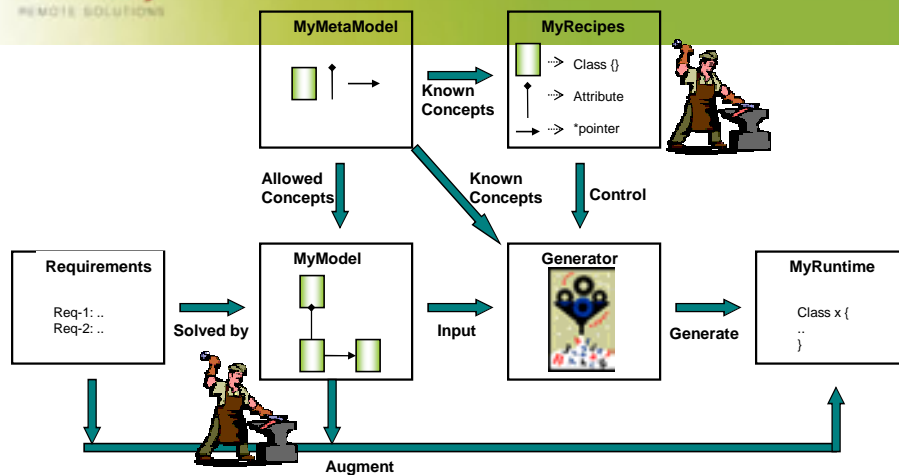 REMOTE SOLUTIONS
MyMetaModel
MyRecipes
Class {}
Attribute
*pointer
Known
Concepts
Allowed
Concepts
Known
Concepts
Control
Requirements
Req-1: ..
Req-2: ..
Solved by
MyModel
Input
Generator
Generate
MyRuntime
Class x {
..
}
Augment